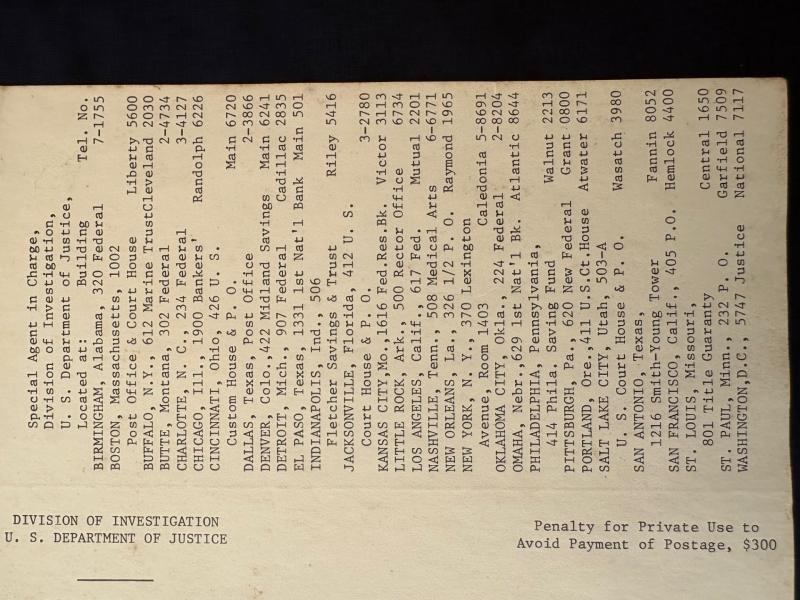 Special Agent in Charge,
Division of Investigation,
U. S. Department of Justice,
Located at: Building Tel. No.
BIRMINGHAM, Alabama, 320 Federal 7-1755
BOSTON, Massachusetts, 1002
Post Office & Court House Liberty 5600
BUFFALO, N.Y., 612 Marine TrustCleveland 2030
BUTTE, Montana, 302 Federal 2-4734
CHARLOTTE, N. C., 234 Federal 3-4127
CHICAGO, Ill., 1900 Bankers' Randolph 6226
CINCINNATI, Ohio, 426 U. S.
Custom House & P. O. Main 6720
DALLAS, Texas, Post Office 2-3866
DENVER, Colo.,422 Midland Savings Main 6241
DETROIT, Mich., 907 Federal Cadillac 2835
EL PASO, Texas, 1331 1st Nat'l Bank Main 501
INDIANAPOLIS, Ind., 506
Fletcher Savings & Trust Riley 5416
JACKSONVILLE, Florida, 412 U. S.
Court House & P. O. 3-2780
KANSAS CITY,Mo.,1616 Fed.Res.Bk. Victor 3113
LITTLE ROCK, Ark., 500 Rector Office 6734
LOS ANGELES, Calif., 617 Fed. Mutual 2201
NASHVILLE, Tenn., 508 Medical Arts 6-6771
NEW ORLEANS, La., 326 1/2 P. O. Raymond 1965
NEW YORK, N. Y., 370 Lexington
Avenue, Room 1403 Caledonia 5-8691
OKLAHOMA CITY, Okla., 224 Federal 2-8204
OMAHA, Nebr.,629 1st Nat'l Bk. Atlantic 8644
PHILADELPHIA, Pennsylvania,
414 Phila. Saving Fund Walnut 2213
PITTSBURGH, Pa., 620 New Federal Grant 0800
PORTLAND, Ore.,411 U.S.Ct.House Atwater 6171
SALT LAKE CITY, Utah, 503-A
U. S. Court House & P. O. Wasatch 3980
SAN ANTONIO, Texas,
1216 Smith-Young Tower Fannin 8052
SAN FRANCISCO, Calif., 405 P.O. Hemlock 4400
ST. LOUIS, Missouri,
801 Title Guaranty Central 1650
ST. PAUL, Minn., 232 P. O. Garfield 7509
WASHINGTON,D.C., 5747 Justice National 7117
DIVISION OF INVESTIGATION
U. S. DEPARTMENT OF JUSTICE
Penalty for Private Use to
Avoid Payment of Postage, $300